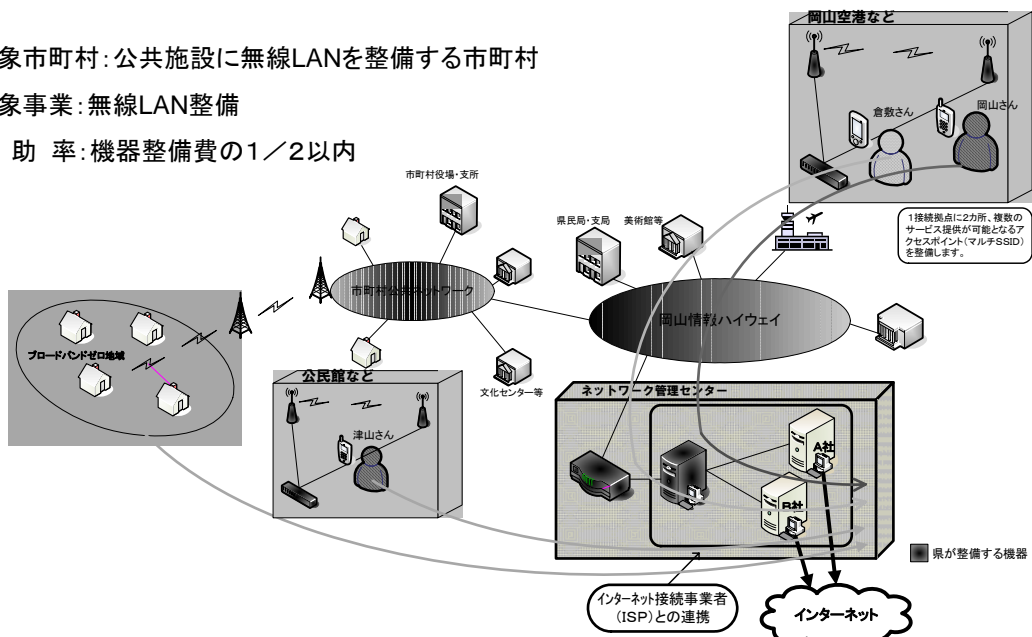 象市町村：公共施設に無線LANを整備する市町村
象事業：無線LAN整備
助 率：機器整備費の１／２以内
岡山空港など
倉敷さん
岡山さん
1接続拠点に2カ所、複数の
サービス提供が可能となるア
クセスポイント(マルチSSID)
を整備します。
市町村役場・支所
県民局・支局
美術館等
市町村公共ネットワーク
岡山情報ハイウェイ
ブロードバンドゼロ地域
文化センター等
公民館など
津山さん
ネットワーク管理センター
A社
B社
県が整備する機器
インターネット接続事業者
(ISP)との連携
インターネット